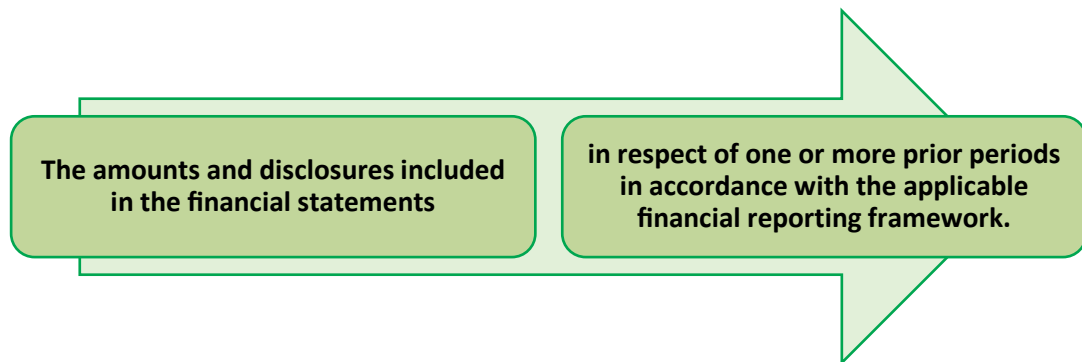 The amounts and disclosures included
in the financial statements
in respect of one or more prior periods
in accordance with the applicable
financial reporting framework.